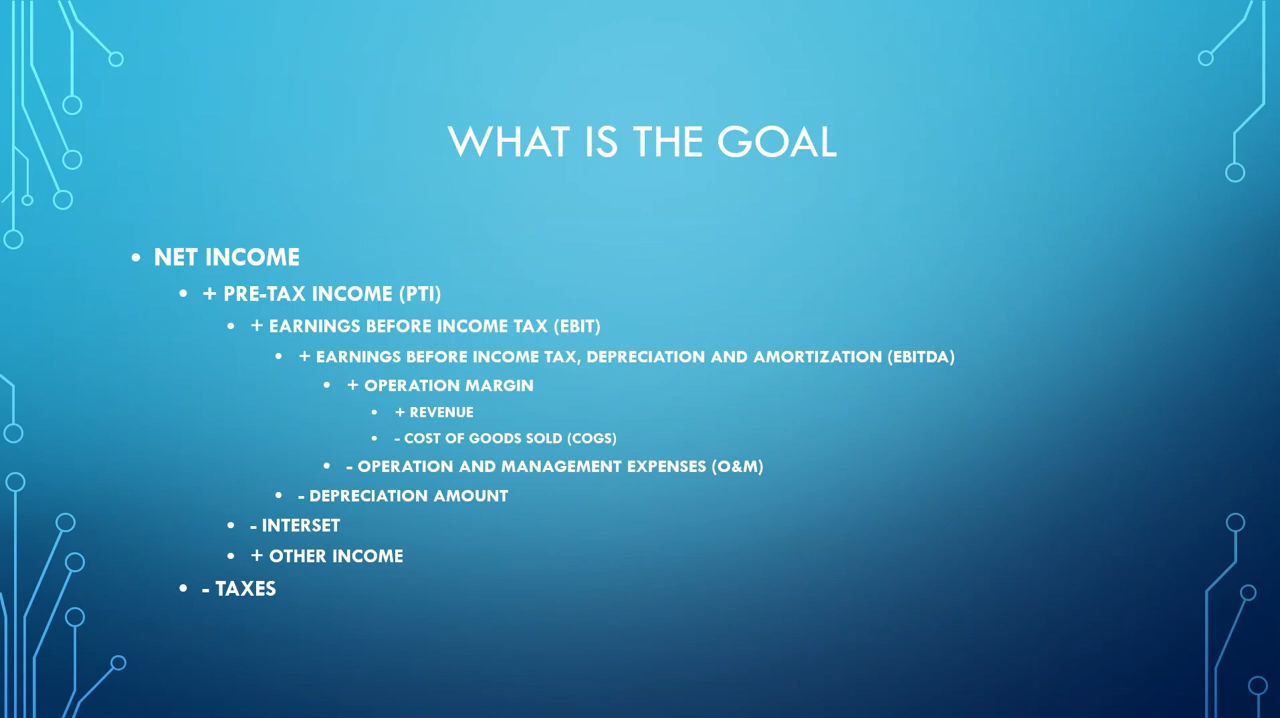 WHAT IS THE GOAL
• NET INCOME
• + PRE-TAX INCOME (PTI)
• + EARNINGS BEFORE INCOME TAX (EBIT)
• + EARNINGS BEFORE INCOME TAX, DEPRECIATION AND AMORTIZATION (EBITDA)
• + OPERATION MARGIN
• + REVENUE
• - COST OF GOODS SOLD (COGS)
• - OPERATION AND MANAGEMENT EXPENSES (O&M)
• - DEPRECIATION AMOUNT
• - INTERSET
• + OTHER INCOME
• - TAXES